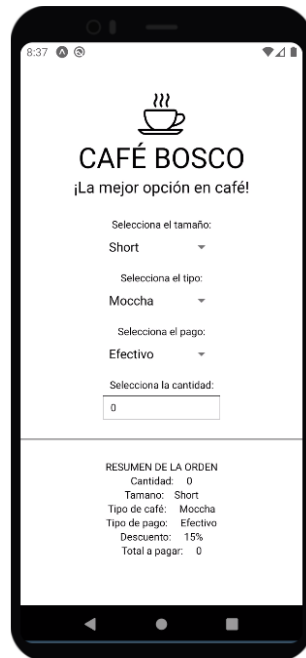 8:37
CAFÉ BOSCO
¡La mejor opción en café!
Selecciona el tamaño:
Short
Selecciona el tipo:
Moccha
Selecciona el pago:
Efectivo
Selecciona la cantidad:
0
RESUMEN DE LA ORDEN
Cantidad: 0
Tamano: Short
Tipo de café: Moccha
Tipo de pago: Efectivo
Descuento: 15%
Total a pagar: 0